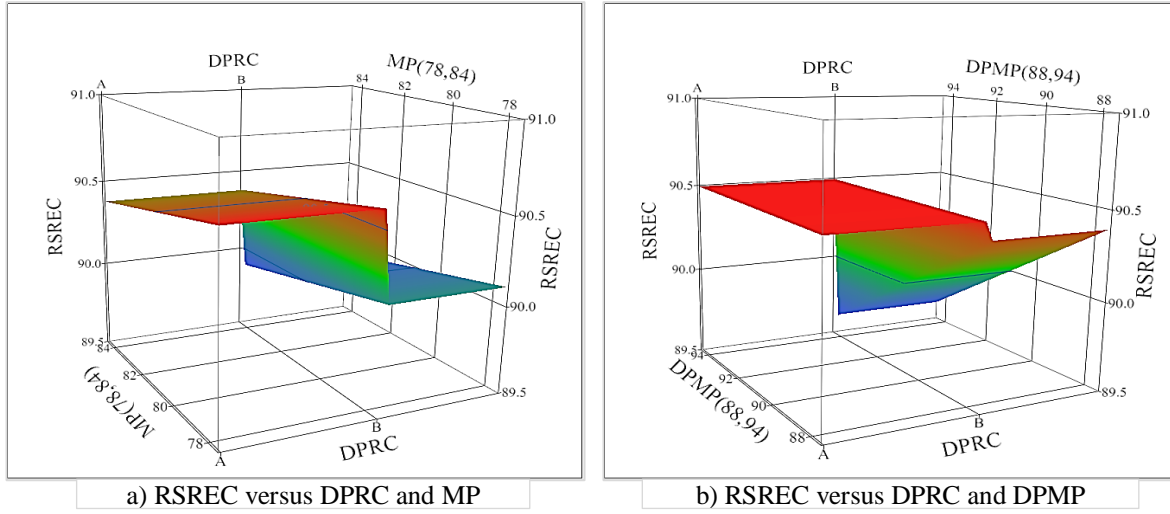 DPRC
MP(78,84)
A
B
84
82
80
78
91.0
91.0
90.5
90.5
90.0
90.0
89.5
89.5
RSREC
RSREC
84
82
80
78
MP(78,84)
A
B
DPRC
a) RSREC versus DPRC and MP
DPRC
DPMP(88,94)
A
B
94
92
90
88
91.0
91.0
90.5
90.5
90.0
90.0
89.5
89.5
RSREC
RSREC
94
92
90
88
DPMP(88,94)
A
B
DPRC
b) RSREC versus DPRC and DPMP